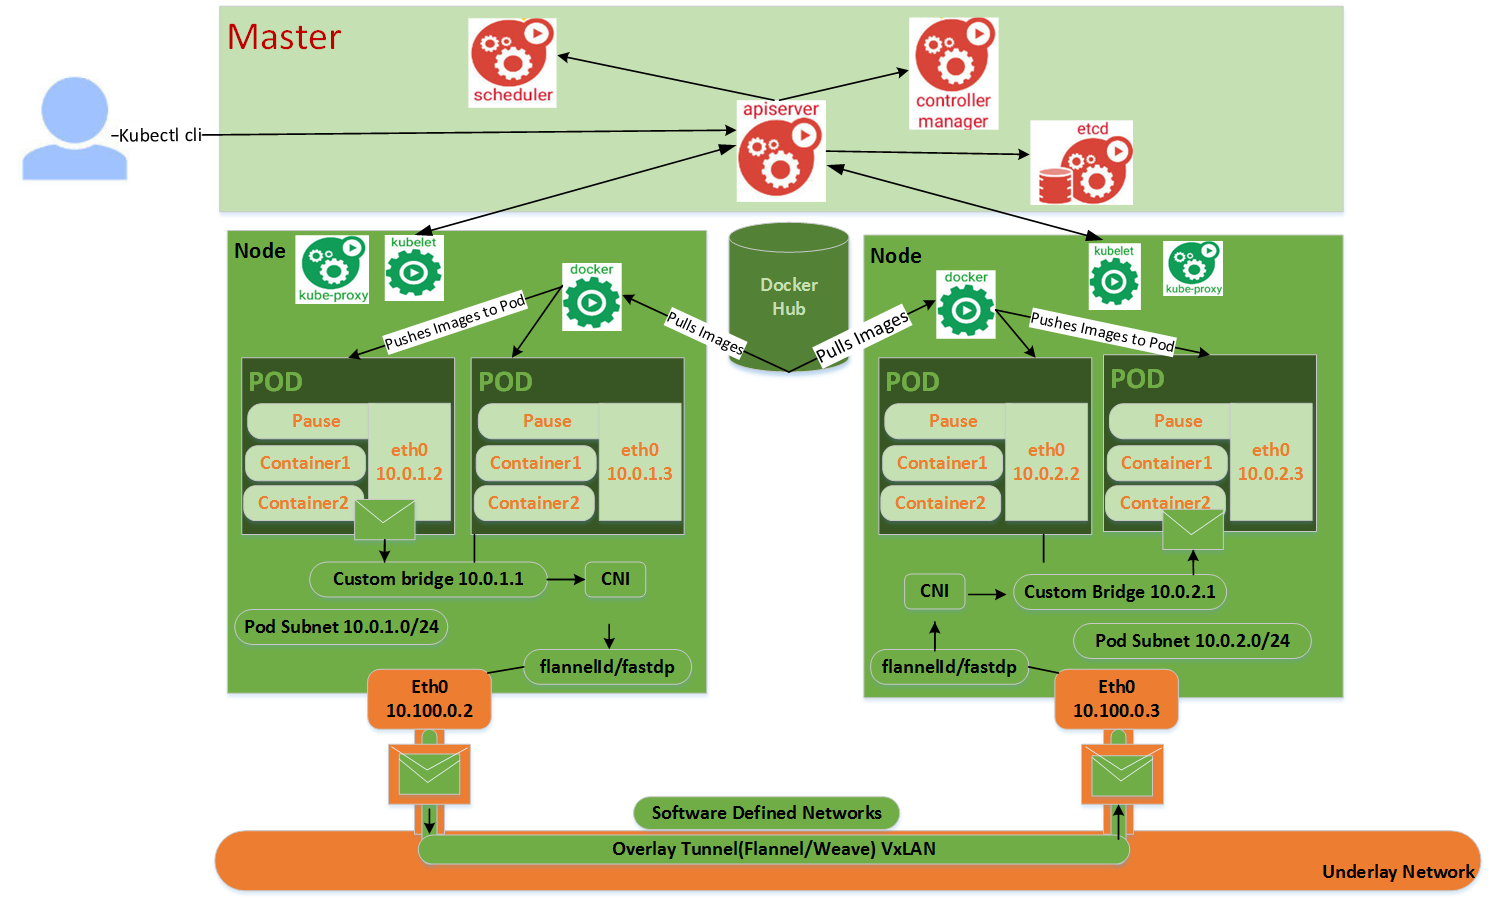 Master
scheduler
controller
manager
apiserver
etcd
Kubectl cli
Node
kube-proxy
kubelet
docker
Pushes Images to Pod
Pulls Images
Docker
Hub
Pulls Images
Node
docker
kubelet
kube-proxy
Pushes Images to Pod
POD
Pause
Container1
Container2
eth0
10.0.1.2
POD
Pause
Container1
Container2
eth0
10.0.1.3
POD
Pause
Container1
Container2
eth0
10.0.2.2
POD
Pause
Container1
Container2
eth0
10.0.2.3
Custom bridge 10.0.1.1
CNI
Pod Subnet 10.0.1.0/24
flannelId/fastdp
Eth0
10.100.0.2
CNI
Custom Bridge 10.0.2.1
Pod Subnet 10.0.2.0/24
flannelId/fastdp
Eth0
10.100.0.3
Software Defined Networks
Overlay Tunnel(Flannel/Weave) VxLAN
Underlay Network